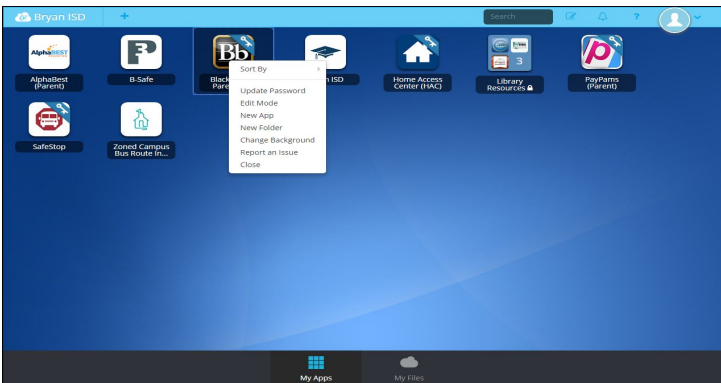 Bryan ISD
+
Search
?
AlphaBEST
AlphaBest
(Parent)
B-Safe
Bb
Black
Pare
n ISD
Home Access
Center (HAC)
3
Library
Resources
PayPams
(Parent)
SafeStop
Zoned Campus
Bus Route In...
Sort By
Update Password
Edit Mode
New App
New Folder
Change Background
Report an Issue
Close
My Apps
My Files